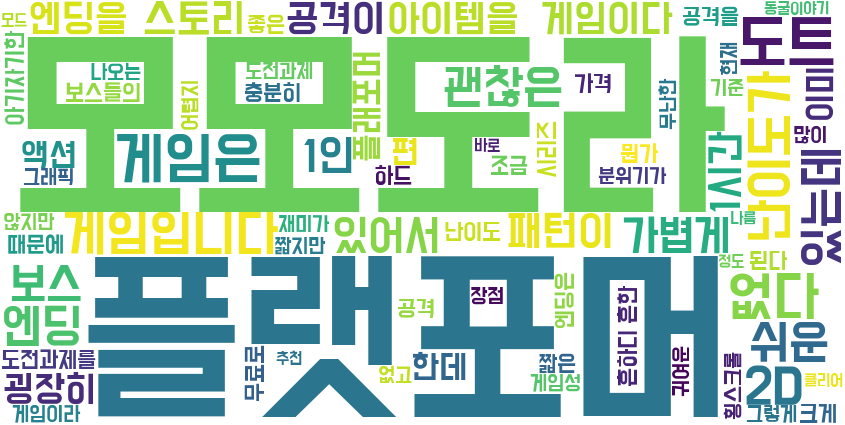 모드
엔딩을
스토리
좋은
공격이
아이템을
게임이다
공격을
동굴이야기
도트
아기자기한
모모도라
나오는
보스들의
도전과제
충분히
어렵지
플랫포머
괜찮은
가격
무난한
현재
기준
난이도가
이미
많이
액션
그래픽
게임은
1인
편
하드
바로
조금
시리즈
뭔가
분위기가
1시간
있는데
않지만
때문에
게임입니다
재미가
짧지만
있어서
난이도
패턴이
가볍게
나름
정도
된다
보스
엔딩
플랫포머
공격
장점
엔딩은
흔하디 흔한
없다
쉬운
도전과제를
굉장히
게임이라
무료로
추천
없고
한데
짧은
게임성
귀여운
횡스크롤
2D
클리어
그렇게
크게